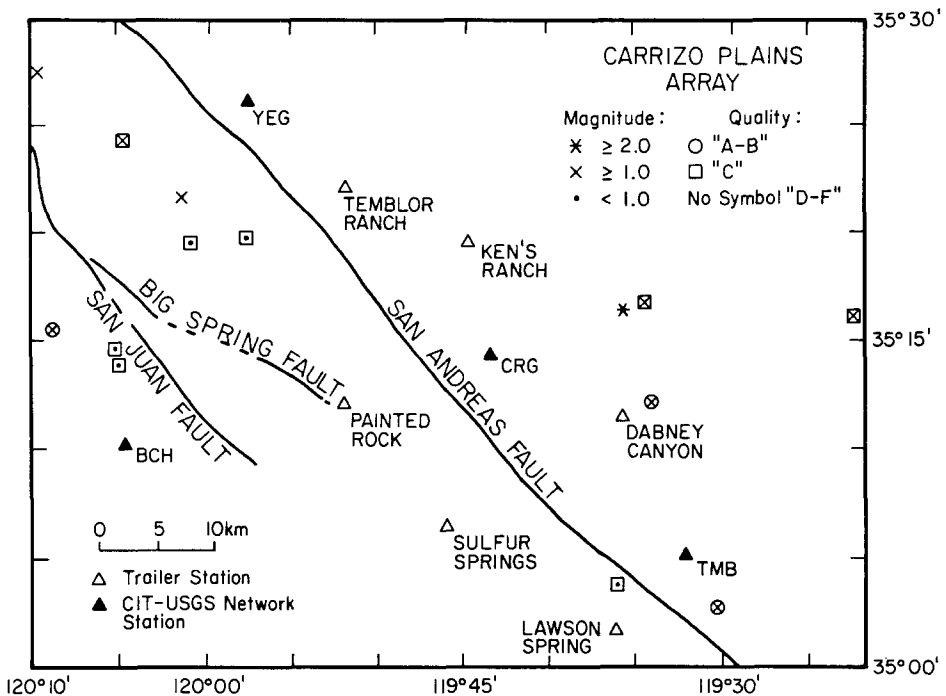 35°30'
CARRIZO PLAINS
ARRAY
Magnitude: Quality:
≥ 2.0 "A-B"
≥ 1.0 "C"
< 1.0 No Symbol "D-F"
YEG
TEMBLOR
RANCH
KEN'S
RANCH
BIG SPRING FAULT
SAN JUAN FAULT
SAN ANDREAS FAULT
35°15'
CRG
PAINTED
ROCK
DABNEY
CANYON
BCH
0 5 10km
SULFUR
SPRINGS
TMB
Trailer Station
CIT-USGS Network
Station
LAWSON
SPRING
35°00'
120°10' 120°00' 119°45' 119°30'